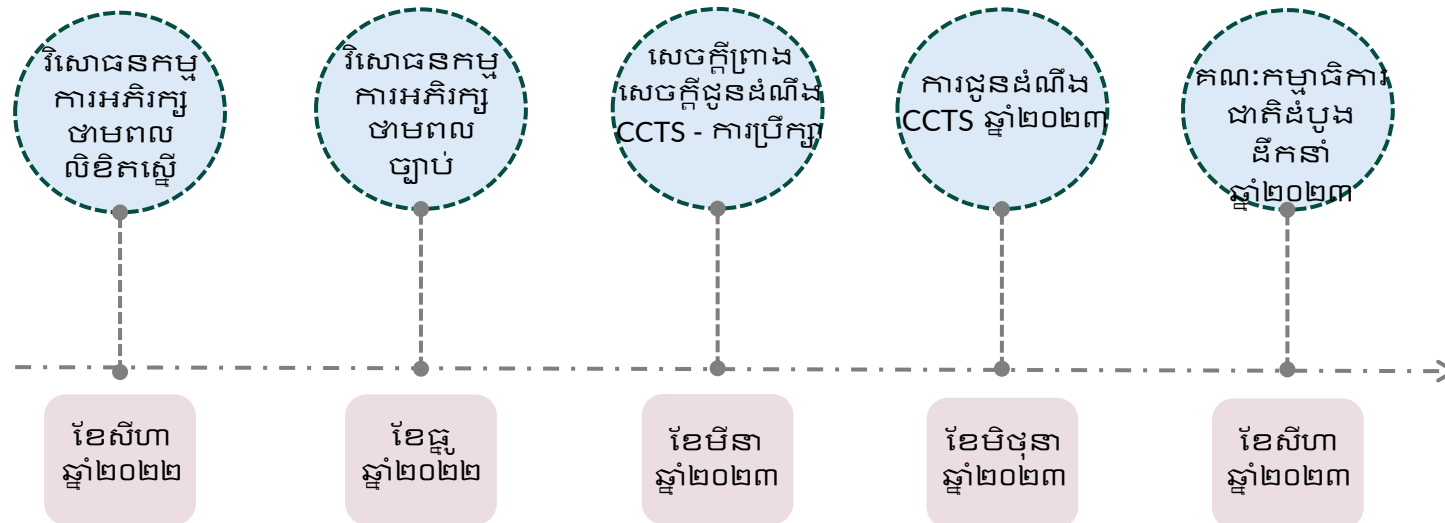 វិសោធនកម្ម
ការអភិរក្ស
ថាមពល
លិខិតស្នើ
វិសោធនកម្ម
ការអភិរក្ស
ថាមពល
ច្បាប់
សេចក្តីព្រាង
សេចក្តីជូនដំណឹង
CCTS - ការប្រឹក្សា
ការជូនដំណឹង
CCTS ឆ្នាំ២០២៣
គណៈកម្មាធិការ
ជាតិដំបូង
ដឹកនាំ
ឆ្នាំ២០២៣
ខែសីហា
ឆ្នាំ២០២២
ខែធ្នូ
ឆ្នាំ២០២២
ខែមីនា
ឆ្នាំ២០២៣
ខែមិថុនា
ឆ្នាំ២០២៣
ខែសីហា
ឆ្នាំ២០២៣